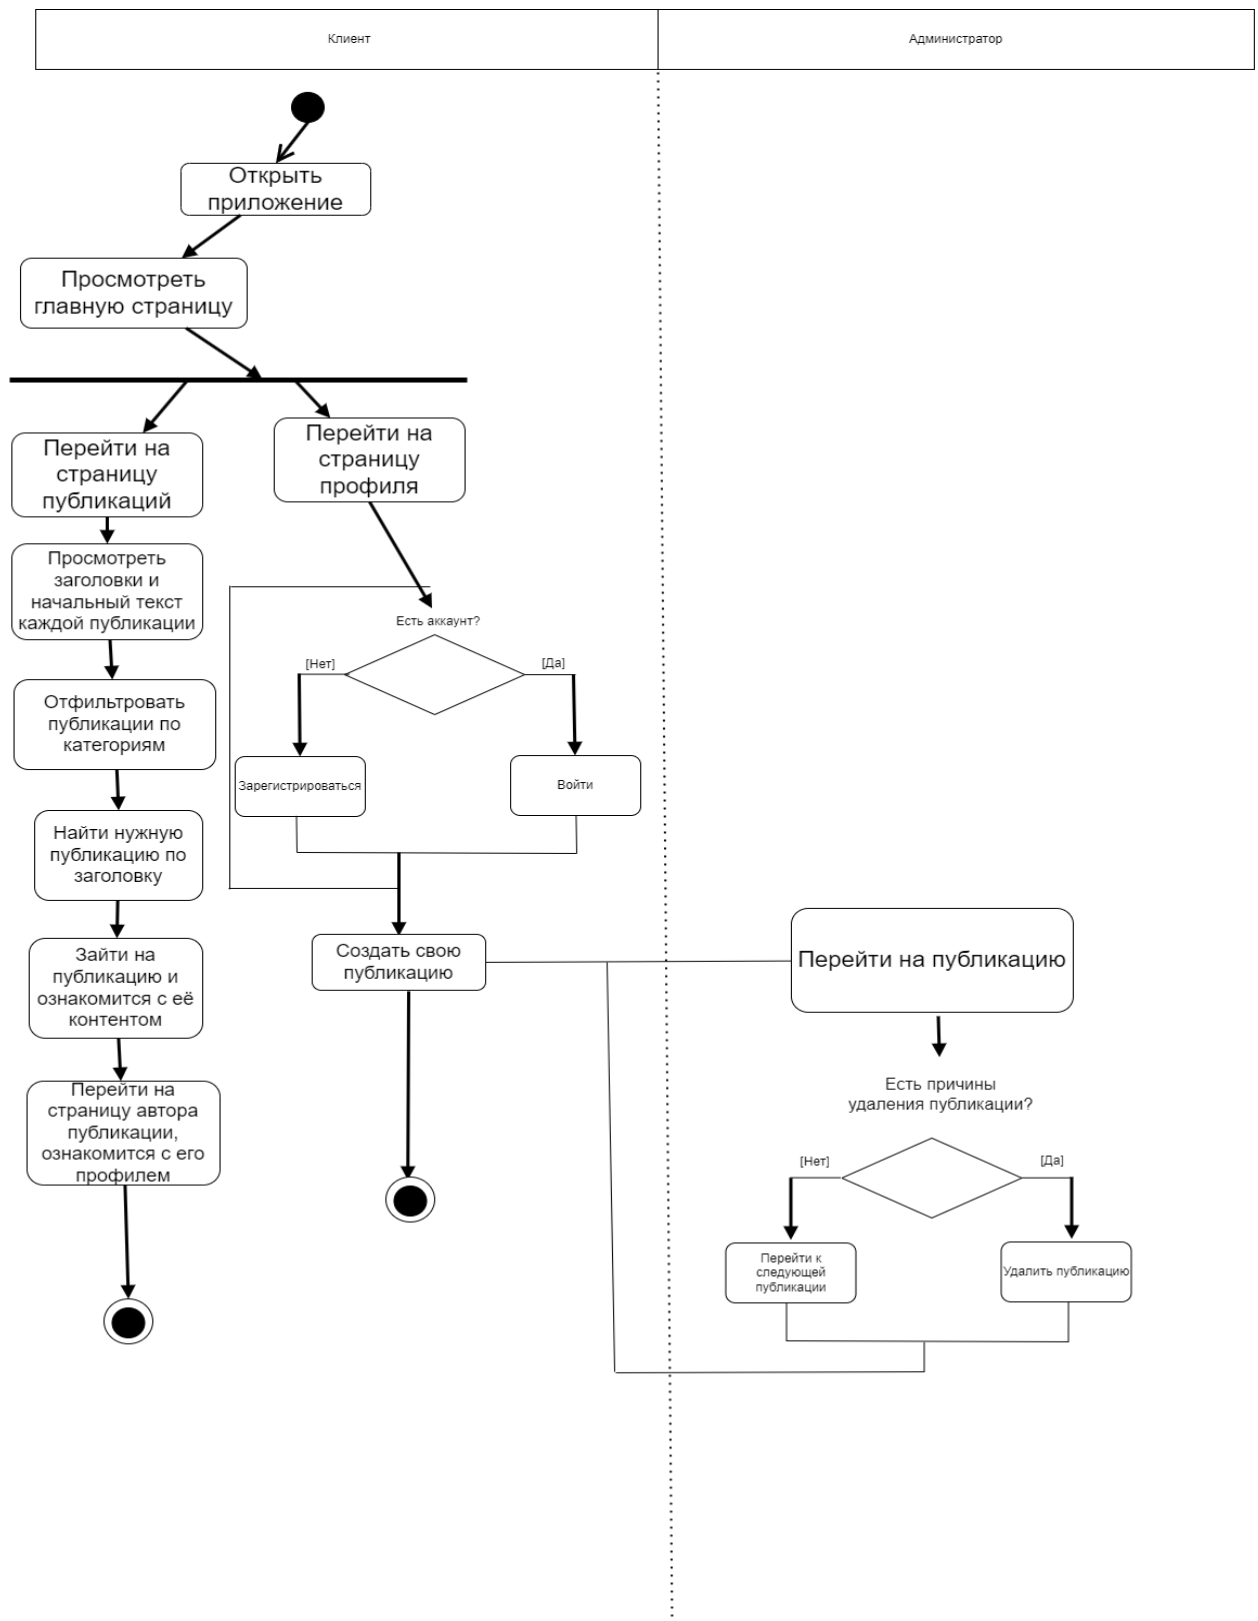 Клиент
Администратор
Открыть
приложение
Просмотреть
главную страницу
Перейти на
страницу
публикаций
Перейти на
страницу
профиля
Просмотреть
заголовки и
начальный текст
каждой публикации
Есть аккаунт?
[Нет]
[Да]
Отфильтровать
публикации по
категориям
Зарегистрироваться
Войти
Найти нужную
публикацию по
заголовку
Зайти на
публикацию и
ознакомится с её
контентом
Создать свою
публикацию
Перейти на публикацию
Перейти на
страницу автора
публикации,
ознакомится с его
профилем
Есть причины
удаления публикации?
[Нет]
[Да]
Перейти к
следующей
публикации
Удалить публикацию